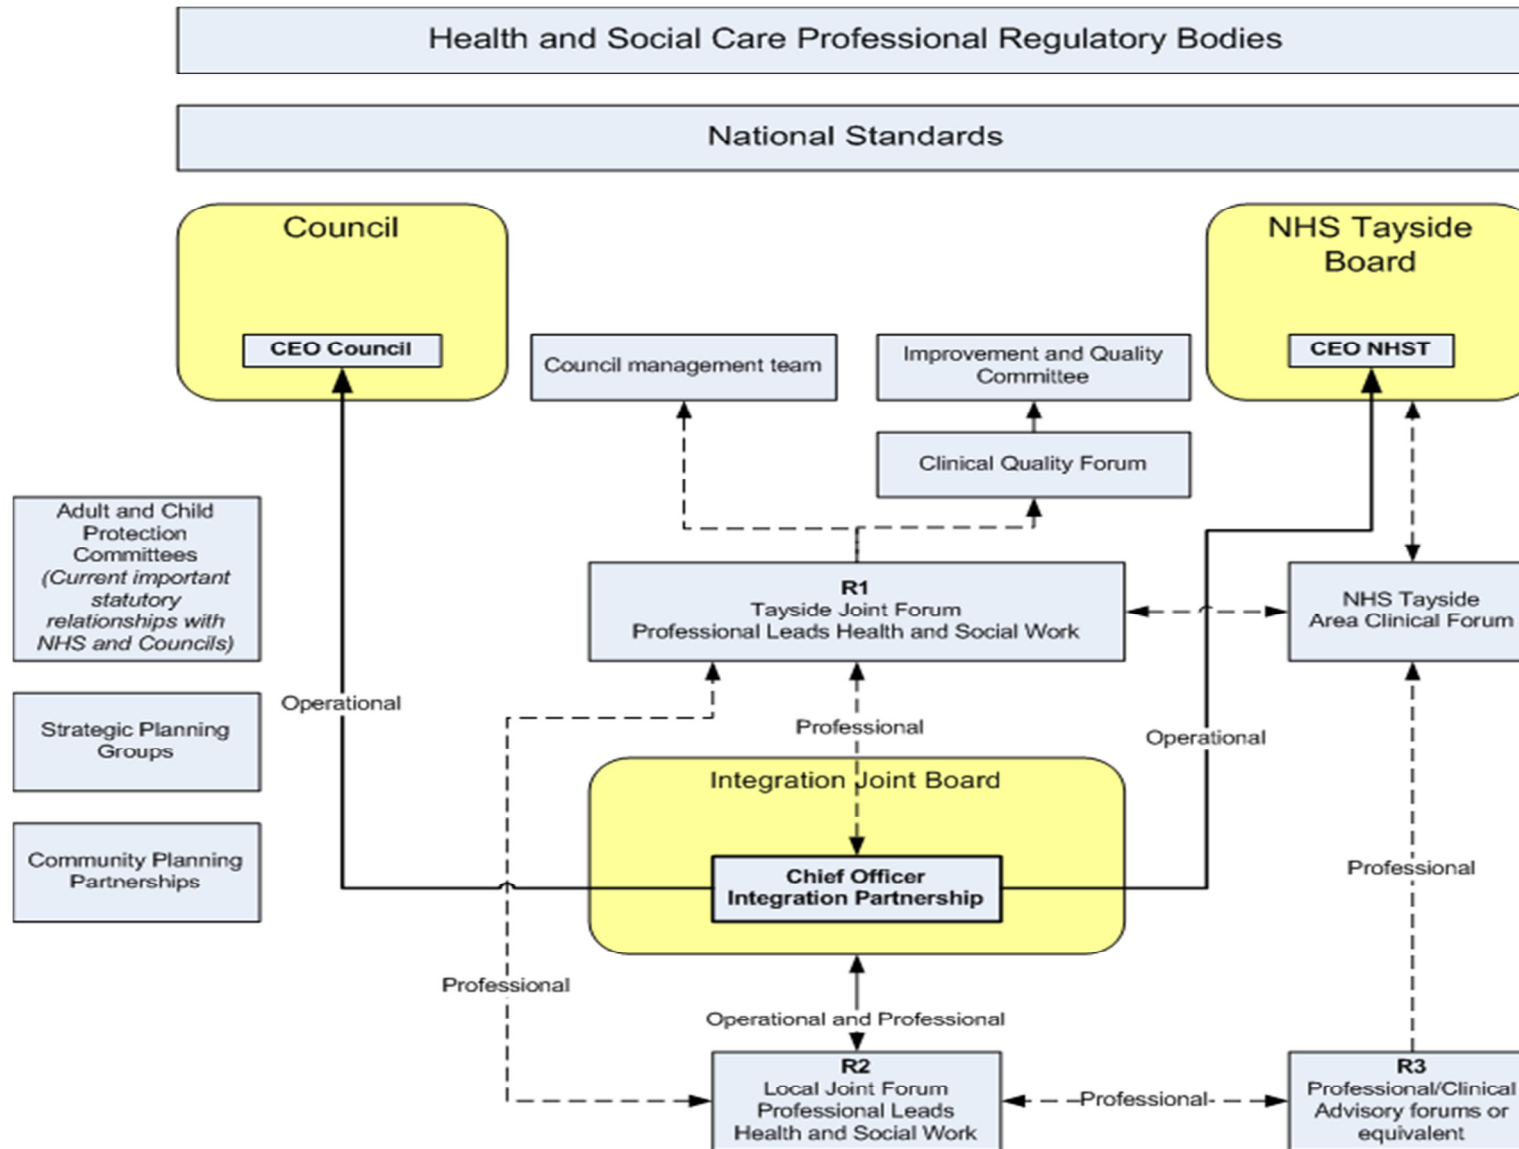 Health and Social Care Professional Regulatory Bodies
National Standards
Council
CEO Council
NHS Tayside
Board
CEO NHST
Council management team
Improvement and Quality
Committee
Clinical Quality Forum
Adult and Child
Protection
Committees
(Current important
statutory
relationships with
NHS and Councils)
Strategic Planning
Groups
Community Planning
Partnerships
R1
Tayside Joint Forum
Professional Leads Health and Social Work
NHS Tayside
Area Clinical Forum
Operational
Professional
Operational
Integration Joint Board
Chief Officer
Integration Partnership
Professional
Professional
Operational and Professional
R2
Local Joint Forum
Professional Leads
Health and Social Work
Professional
R3
Professional/Clinical
Advisory forums or
equivalent